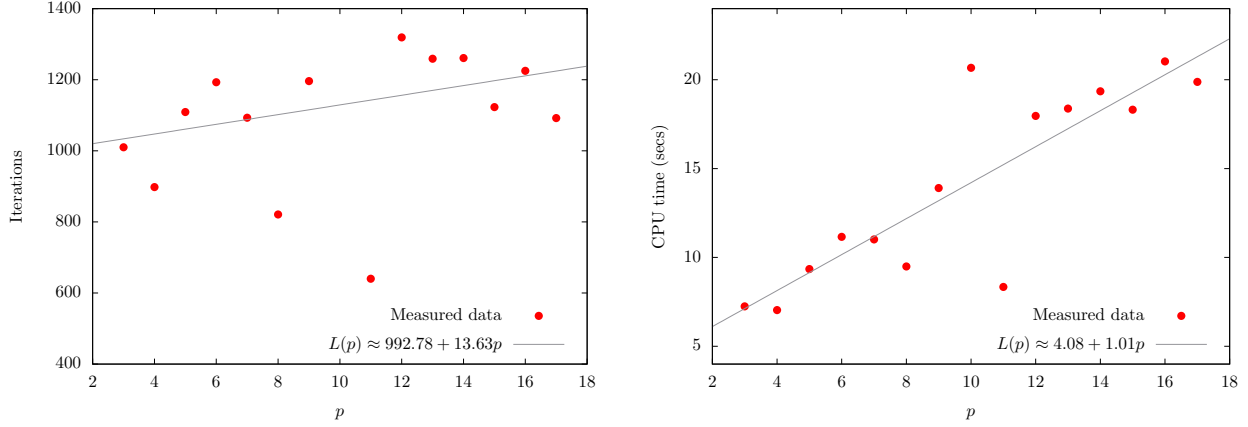 1400
1200
1000
800
600
400
Iterations
Measured data
L(p) ≈ 992.78 + 13.63p
2 4 6 8 10 12 14 16 18
p
20
15
10
5
CPU time (secs)
Measured data
L(p) ≈ 4.08 + 1.01p
2 4 6 8 10 12 14 16 18
p